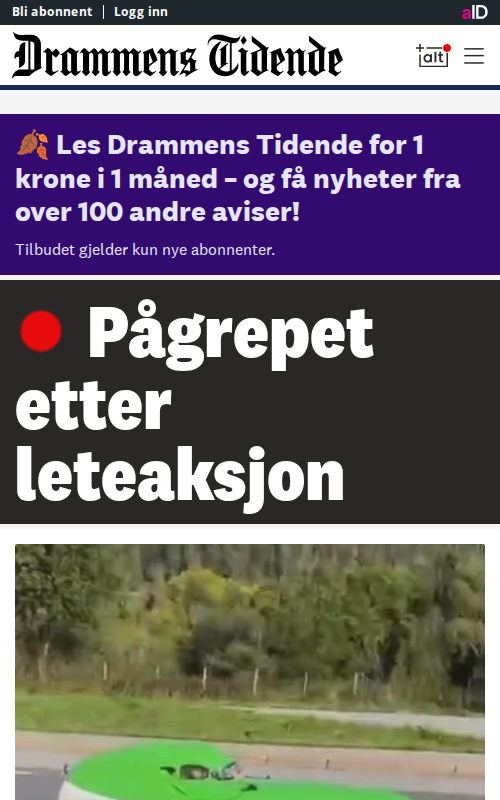 Bli abonnent
Logg inn
aID
Drammens Tidende
+alt
🍂 Les Drammens Tidende for 1
krone i 1 måned – og få nyheter fra
over 100 andre aviser!
Tilbudet gjelder kun nye abonnenter.
Pågrepet
etter
leteaksjon